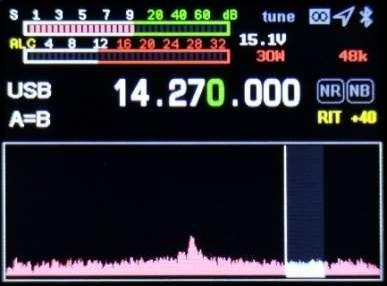 S 1 3 5 7 9 20 40 60 dB tune
ALC 4 8 12 16 20 24 28 32 15.1V
30W 48k
USB 14.270.000 NR NB
A=B RIT +40